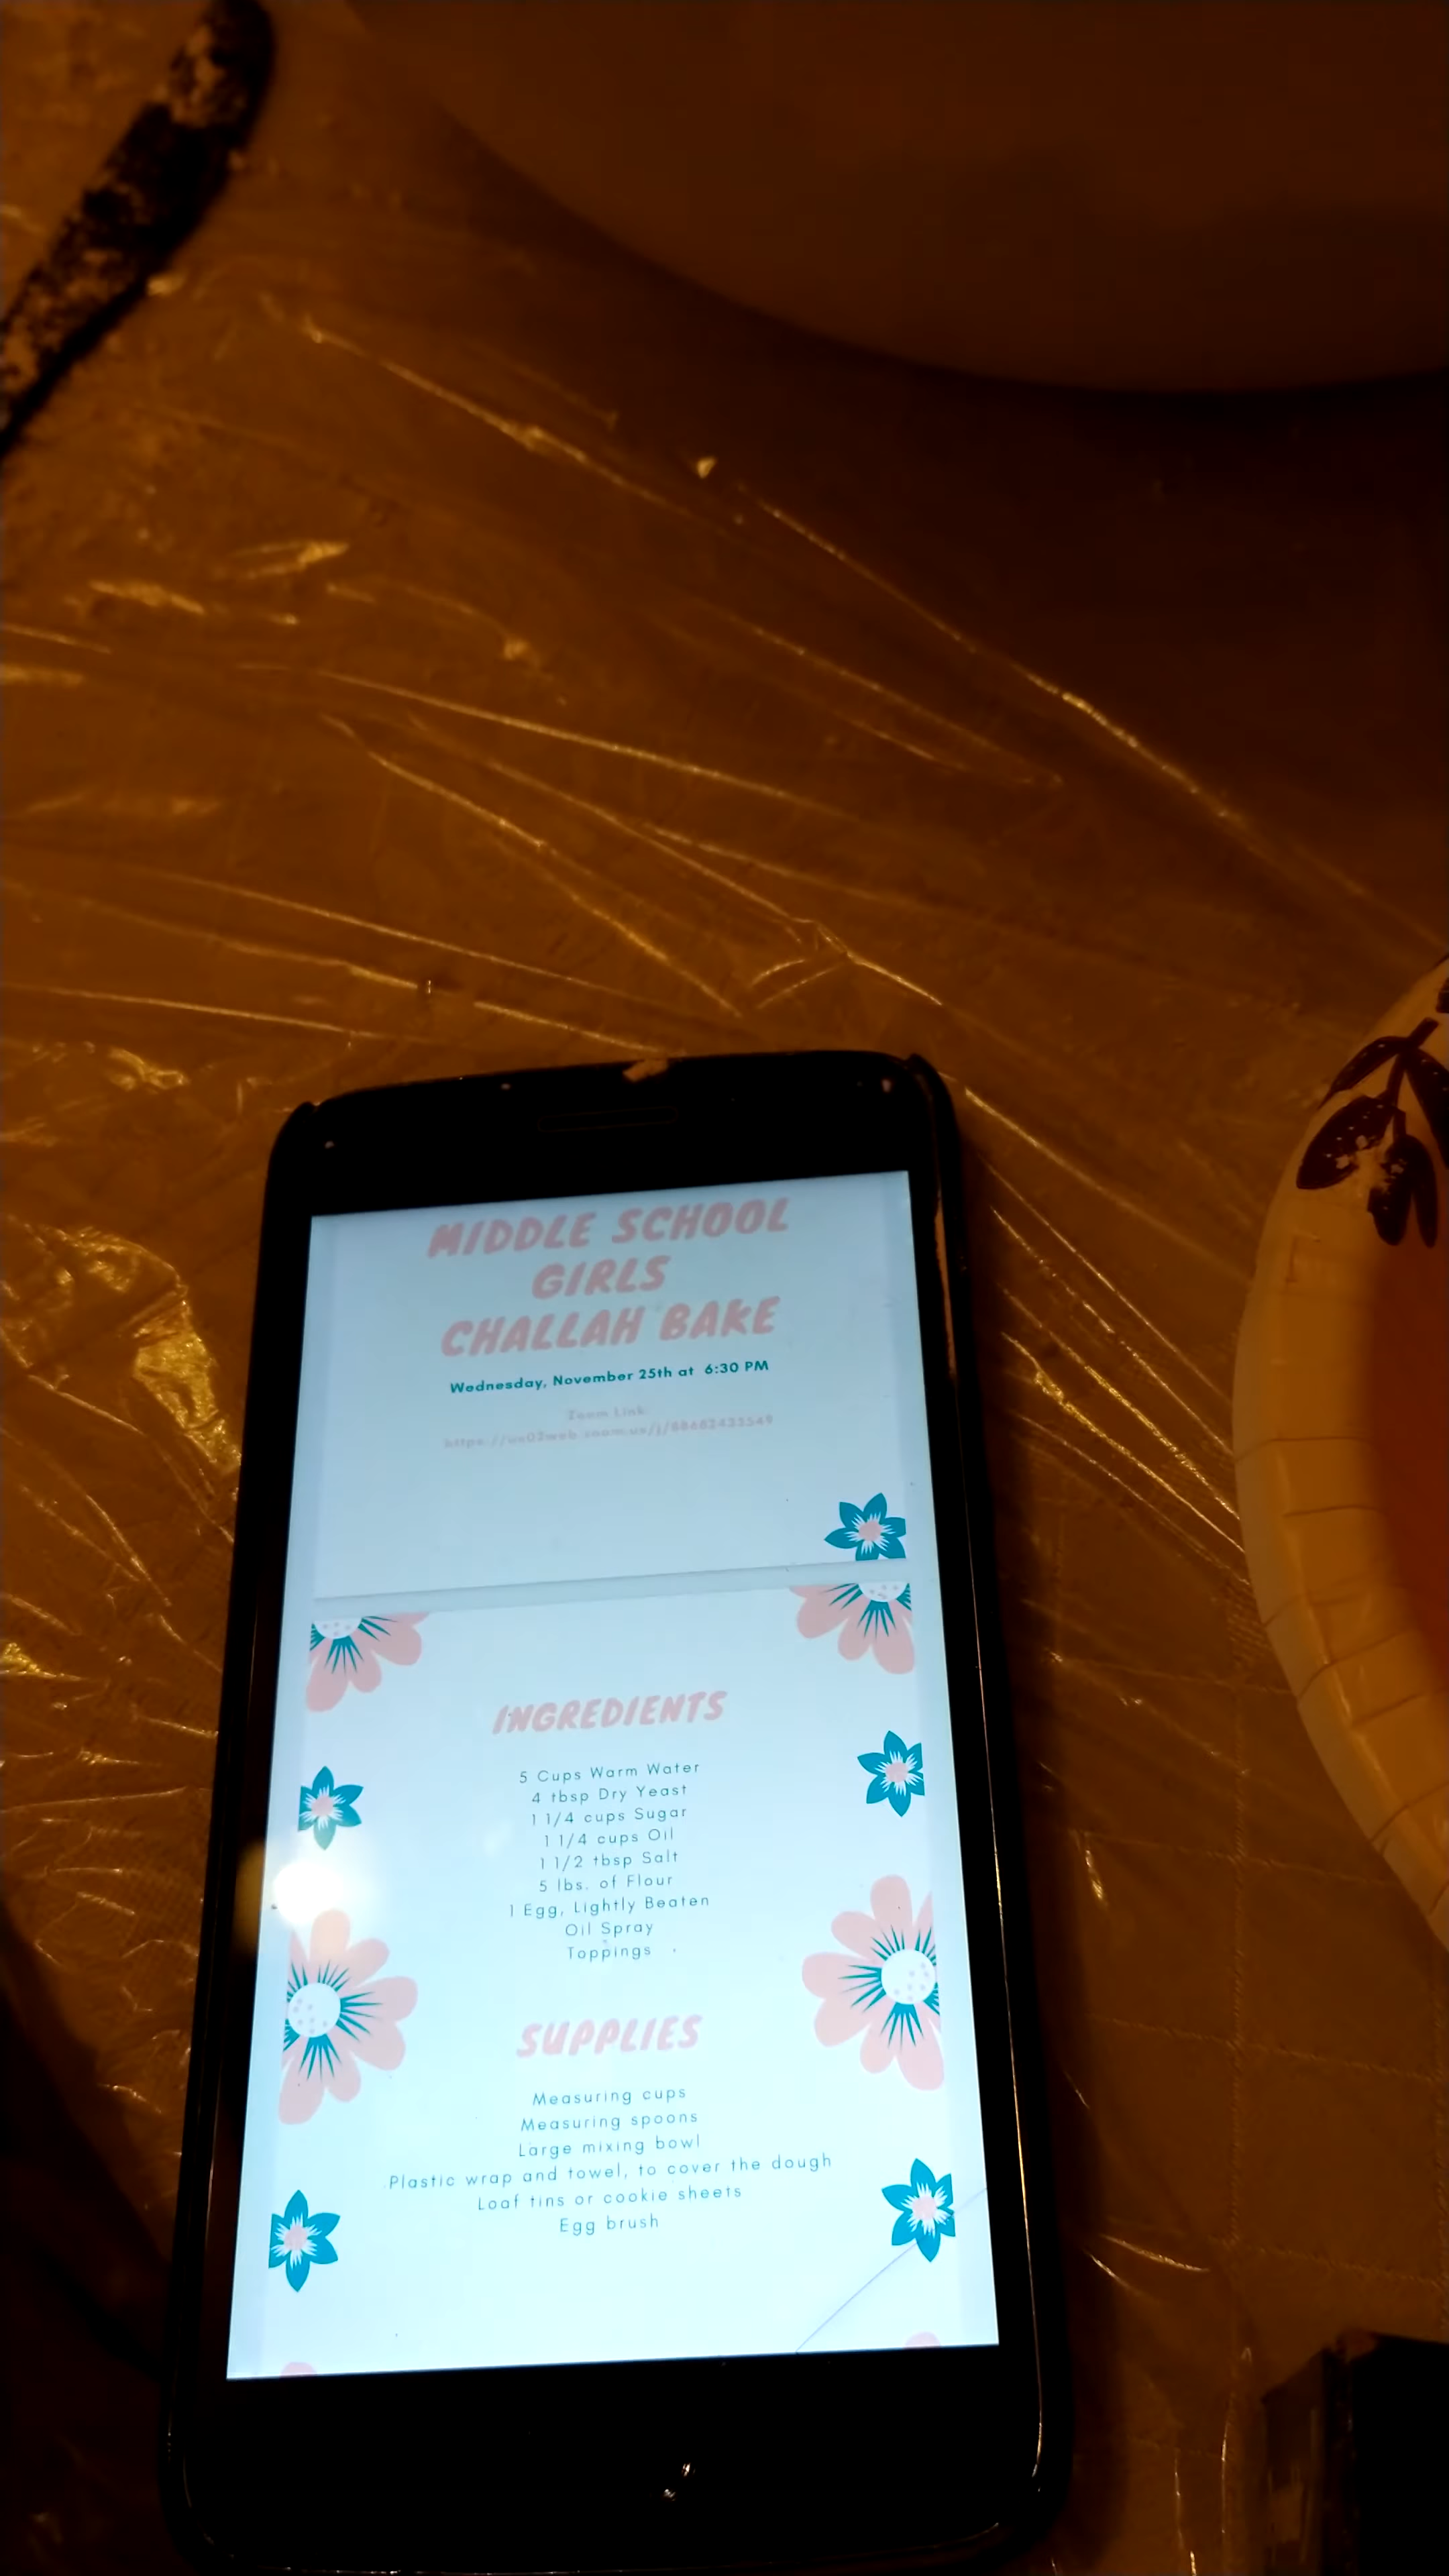 MIDDLE SCHOOL
GIRLS
CHALLAH BAKE
Wednesday, November 25th at 6:30 PM
Zoom Link:
INGREDIENTS
5 Cups Warm Water
4 tbsp Dry Yeast
1 1/4 cups Sugar
1 1/4 cups Oil
1 1/2 tbsp Salt
5 lbs. of Flour
1 Egg, Lightly Beaten
Oil Spray
Toppings
SUPPLIES
Measuring cups
Measuring spoons
Large mixing bowl
Plastic wrap and towel, to cover the dough
Loaf tins or cookie sheets
Egg brush